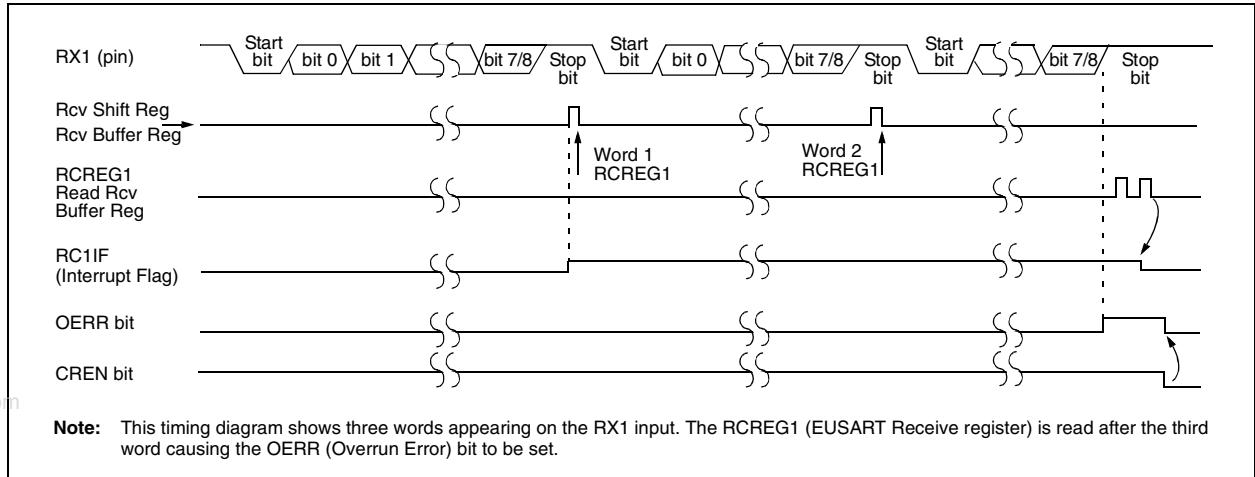 RX1 (pin)
Start bit
bit 0
bit 1
bit 7/8
Stop bit
Start bit
bit 0
bit 7/8
Stop bit
Start bit
bit 7/8
Stop bit
Rcv Shift Reg
Rcv Buffer Reg
Word 1
RCREG1
Word 2
RCREG1
RCREG1
Read Rcv
Buffer Reg
RC1IF
(Interrupt Flag)
OERR bit
CREN bit
om
Note: This timing diagram shows three words appearing on the RX1 input. The RCREG1 (EUSART Receive register) is read after the third
word causing the OERR (Overrun Error) bit to be set.